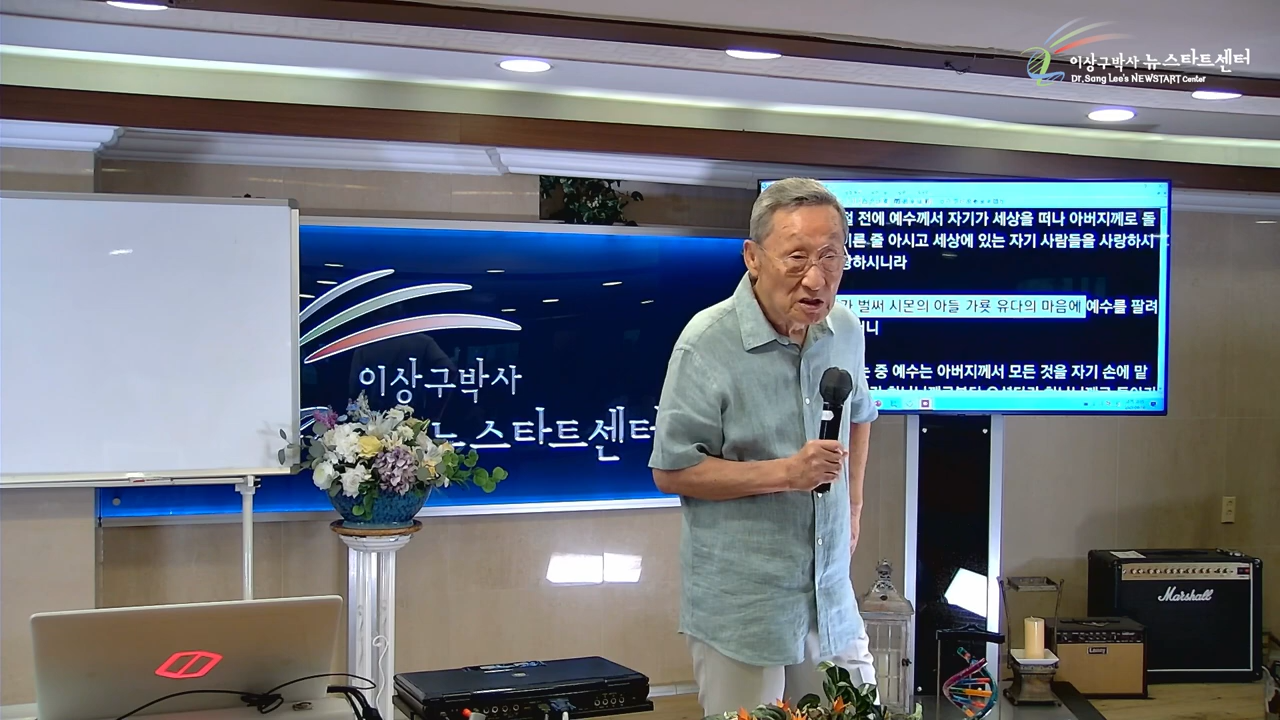 이상구박사 뉴스타트센터
Dr. Sang Lee's NEWSTART Center
전에 예수께서 자기가 세상을 떠나 아버지께로 돌
이른 줄 아시고 세상에 있는 자기 사람들을 사랑하시
하시니라
벌써 시몬의 아들 가룟 유다의 마음에 예수를 팔려
니
중 예수는 아버지께서 모든 것을 자기 손에 맡
이상구박사
뉴스타트센터
Marshall
Laney